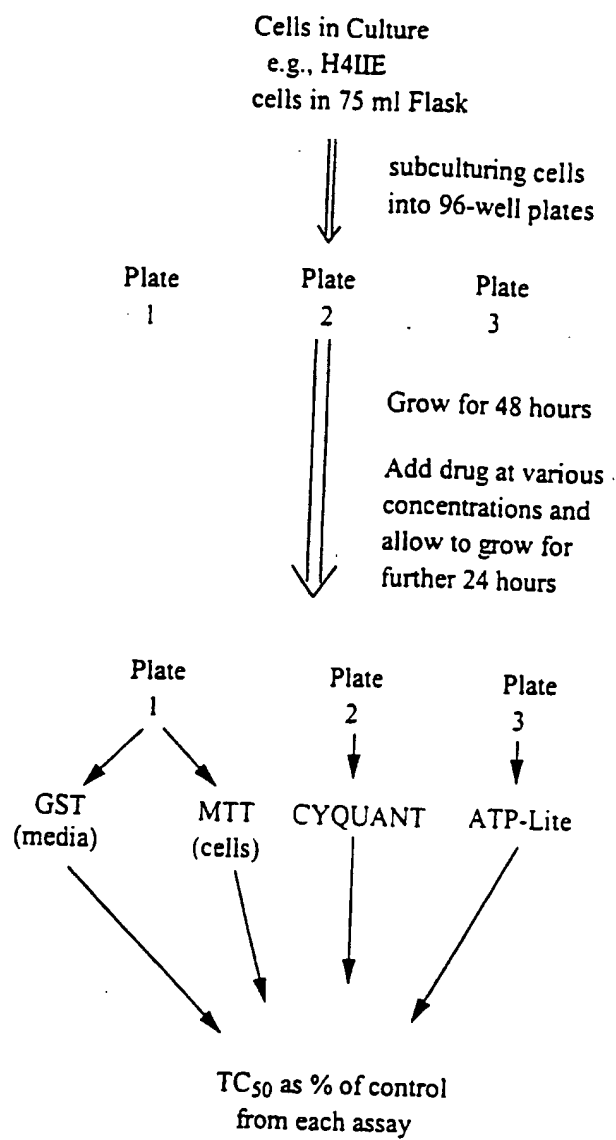 Cells in Culture
e.g., H4IIE
cells in 75 ml Flask
subculturing cells
into 96-well plates
Plate
1
Plate
2
Plate
3
Grow for 48 hours
Add drug at various
concentrations and
allow to grow for
further 24 hours
Plate
1
Plate
2
Plate
3
GST
(media)
MTT
(cells)
CYQUANT
ATP-Lite
TC50 as % of control
from each assay